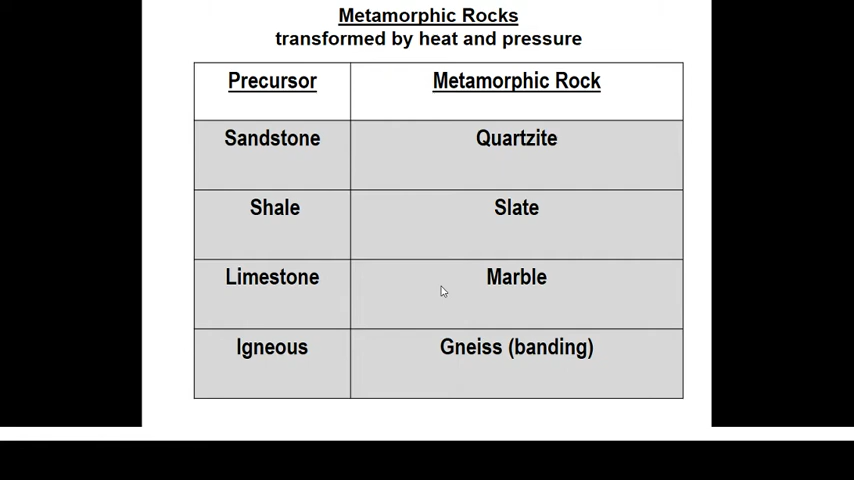 Metamorphic Rocks
transformed by heat and pressure
Precursor Metamorphic Rock
Sandstone Quartzite
Shale Slate
Limestone Marble
Igneous Gneiss (banding)